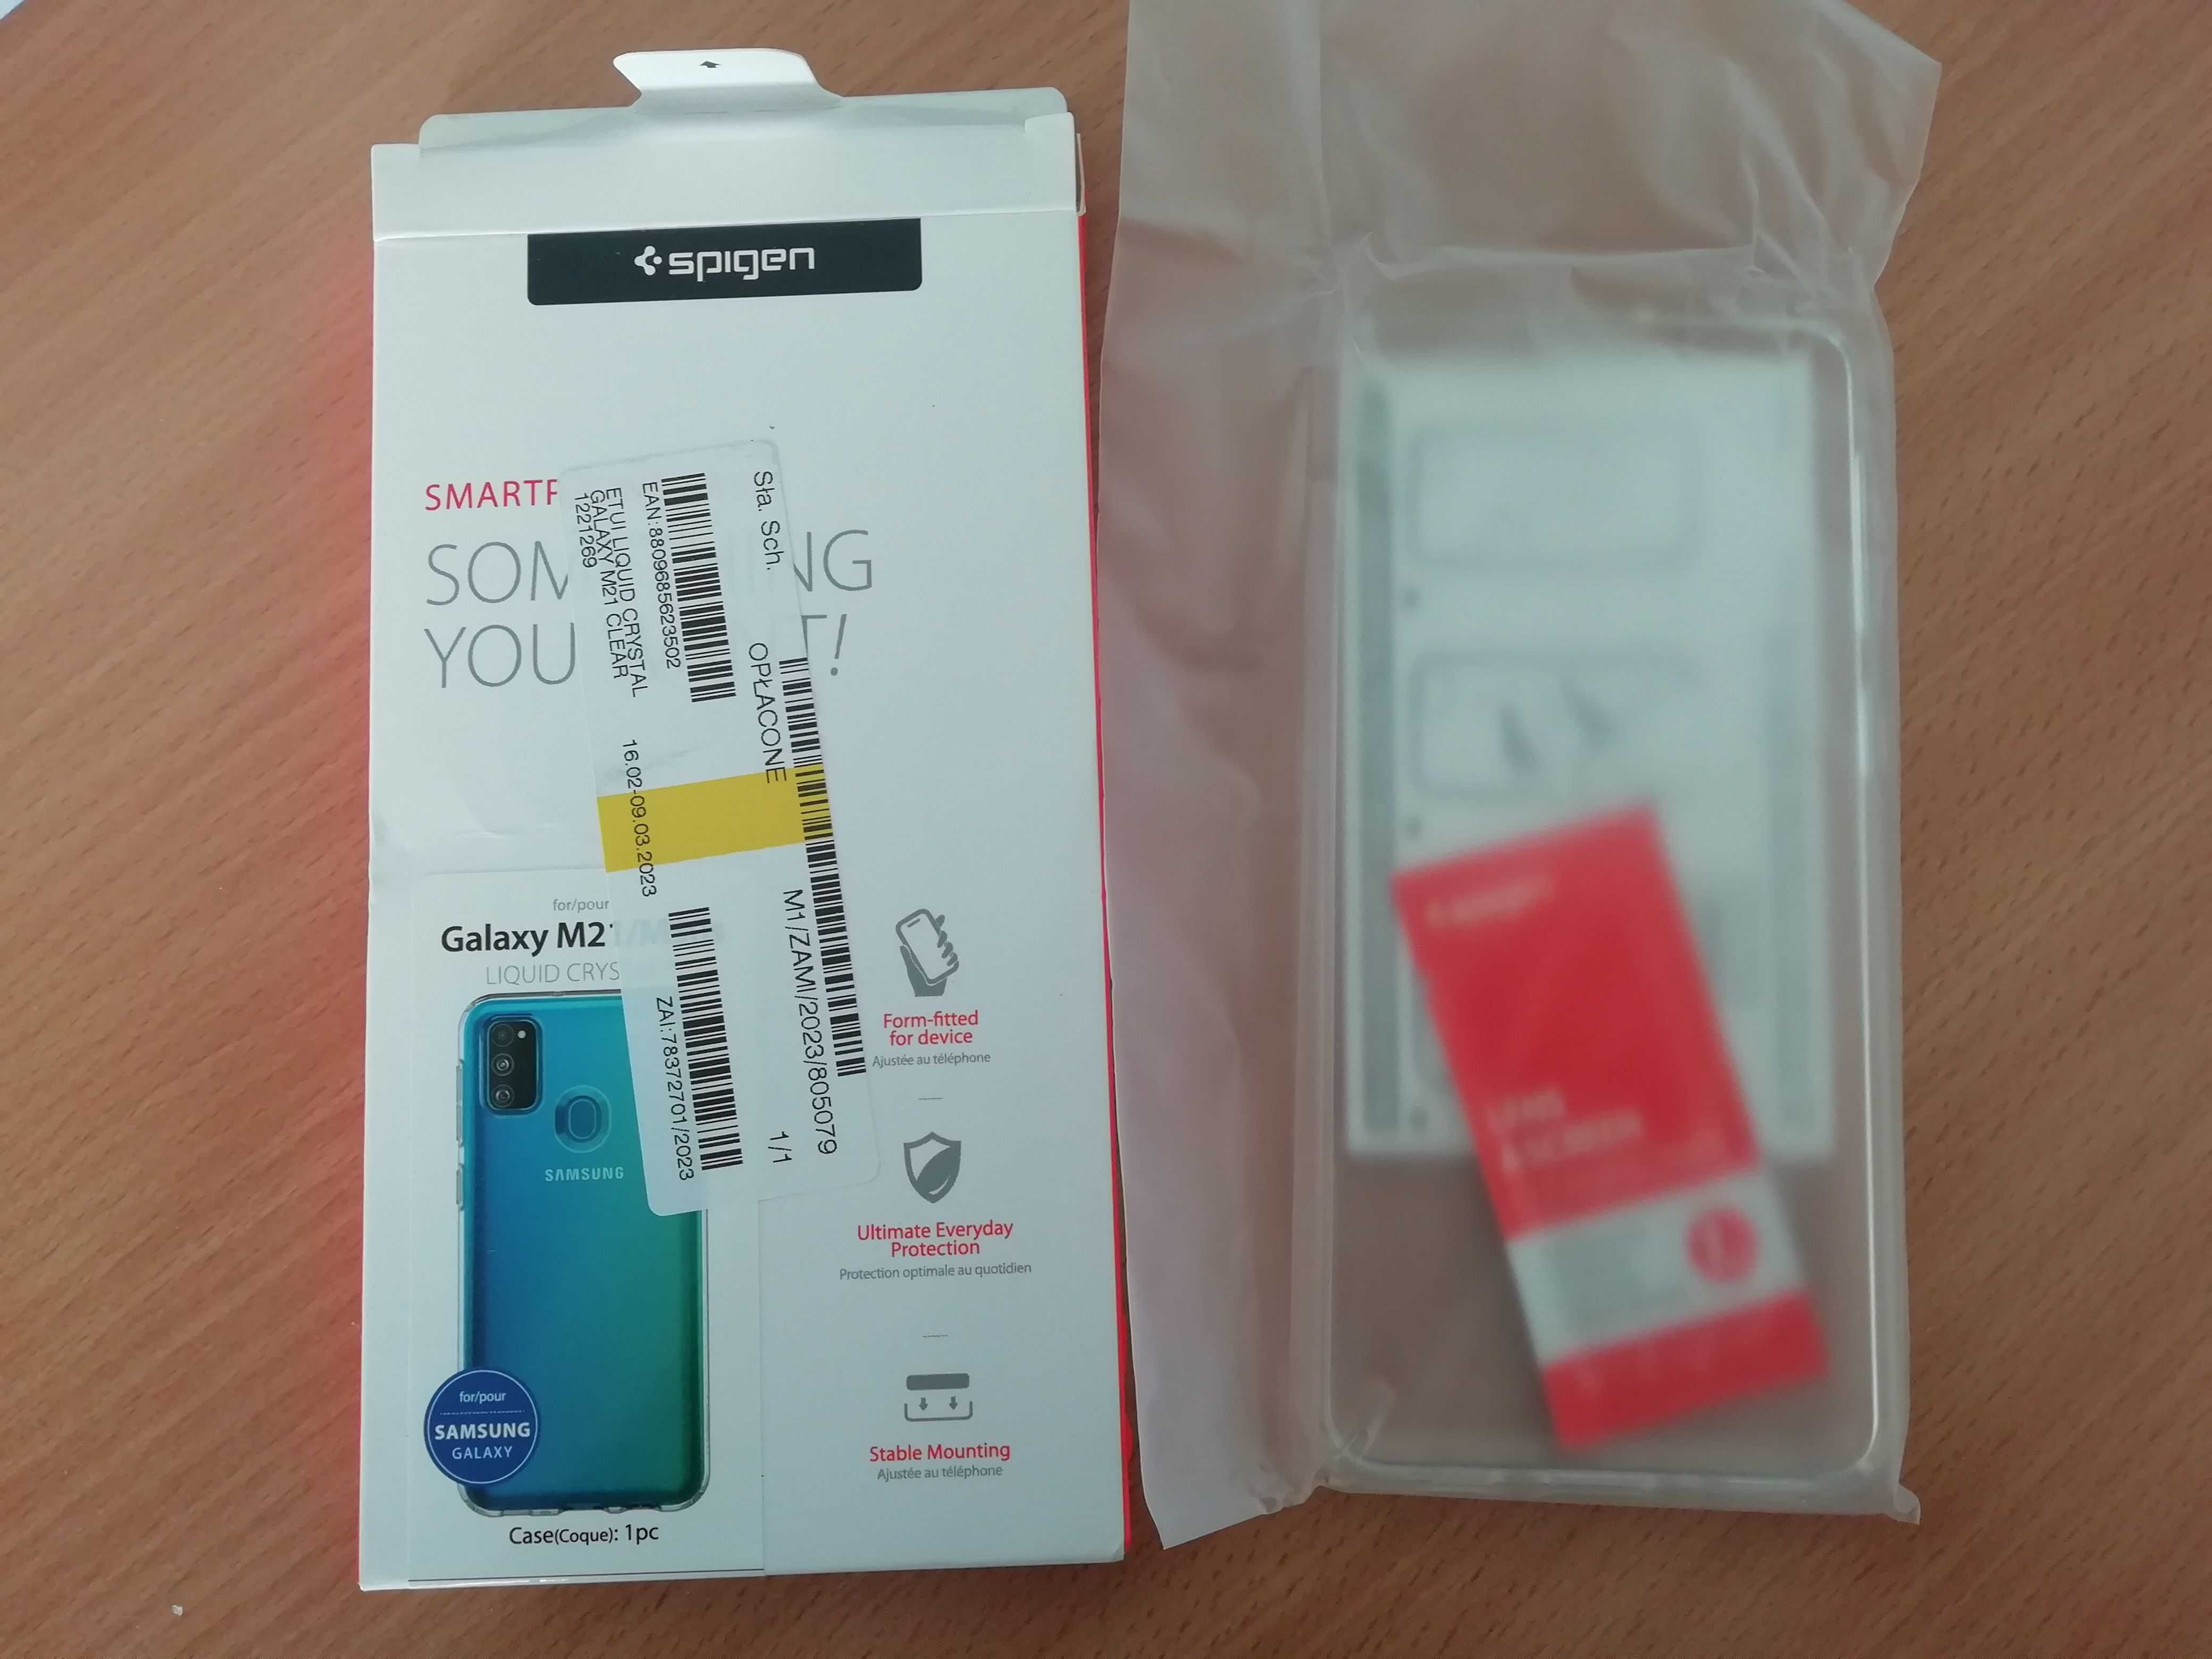 spigen
SMARTF
SOM NG
YOU T!
Sła. Sch.
OPŁACONE
M1/ZAMI/2023/805079
1/1
EAN:8809685623502
ETUI LIQUID CRYSTAL
GALAXY M21 CLEAR
1221269
16.02-09.03.2023
ZAI:78372701/2023
for/pour
Galaxy M21
LIQUID CRYS
SAMSUNG
for/pour
SAMSUNG
GALAXY
Case(Coque): 1pc
Form-fitted
for device
Ajustée au téléphone
Ultimate Everyday
Protection
Protection optimale au quotidien
Stable Mounting
Ajustée au téléphone